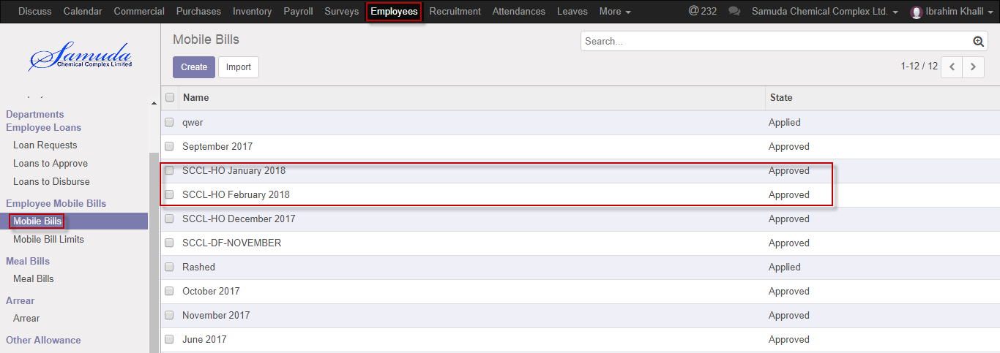 Discuss Calendar Commercial Purchases Inventory Payroll Surveys Employees Recruitment Attendances Leaves More @ 232 Samuda Chemical Complex Ltd. Ibrahim Khalil
Samuda
Chemical Complex Limited
Mobile Bills
Search...
Create Import
1-12 / 12
Departments
Employee Loans
Loan Requests
Loans to Approve
Loans to Disburse
Employee Mobile Bills
Mobile Bills
Mobile Bill Limits
Meal Bills
Meal Bills
Arrear
Arrear
Other Allowance
Name State
qwer Applied
September 2017 Approved
SCCL-HO January 2018 Approved
SCCL-HO February 2018 Approved
SCCL-HO December 2017 Approved
SCCL-DF-NOVEMBER Approved
Rashed Applied
October 2017 Approved
November 2017 Approved
June 2017 Approved